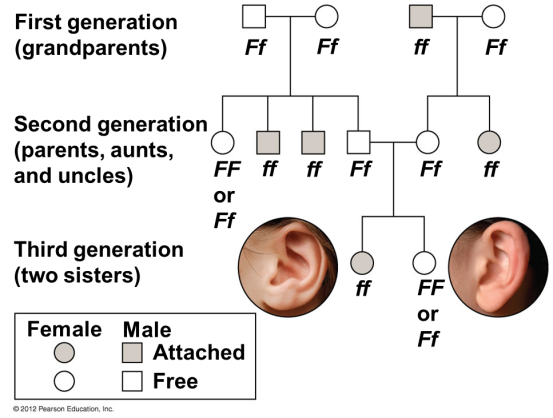 First generation
(grandparents)
Ff Ff ff Ff
Second generation
(parents, aunts,
and uncles)
FF
or
Ff
ff ff Ff Ff ff
Third generation
(two sisters)
ff
FF
or
Ff
Female Male
Attached
Free
© 2012 Pearson Education, Inc.